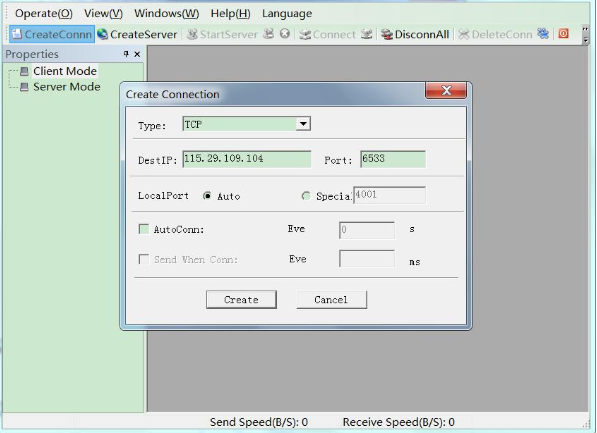 Operate(O) View(V) Windows(W) Help(H) Language
CreateConnn CreateServer StartServer Connect DisconnAll DeleteConn
Properties
Client Mode
Server Mode
Create Connection
Type: TCP
DestIP: 115.29.109.104 Port: 6533
LocalPort Auto Specia 4001
AutoConn: Eve 0 s
Send When Conn: Eve ms
Create Cancel
Send Speed(B/S): 0 Receive Speed(B/S): 0